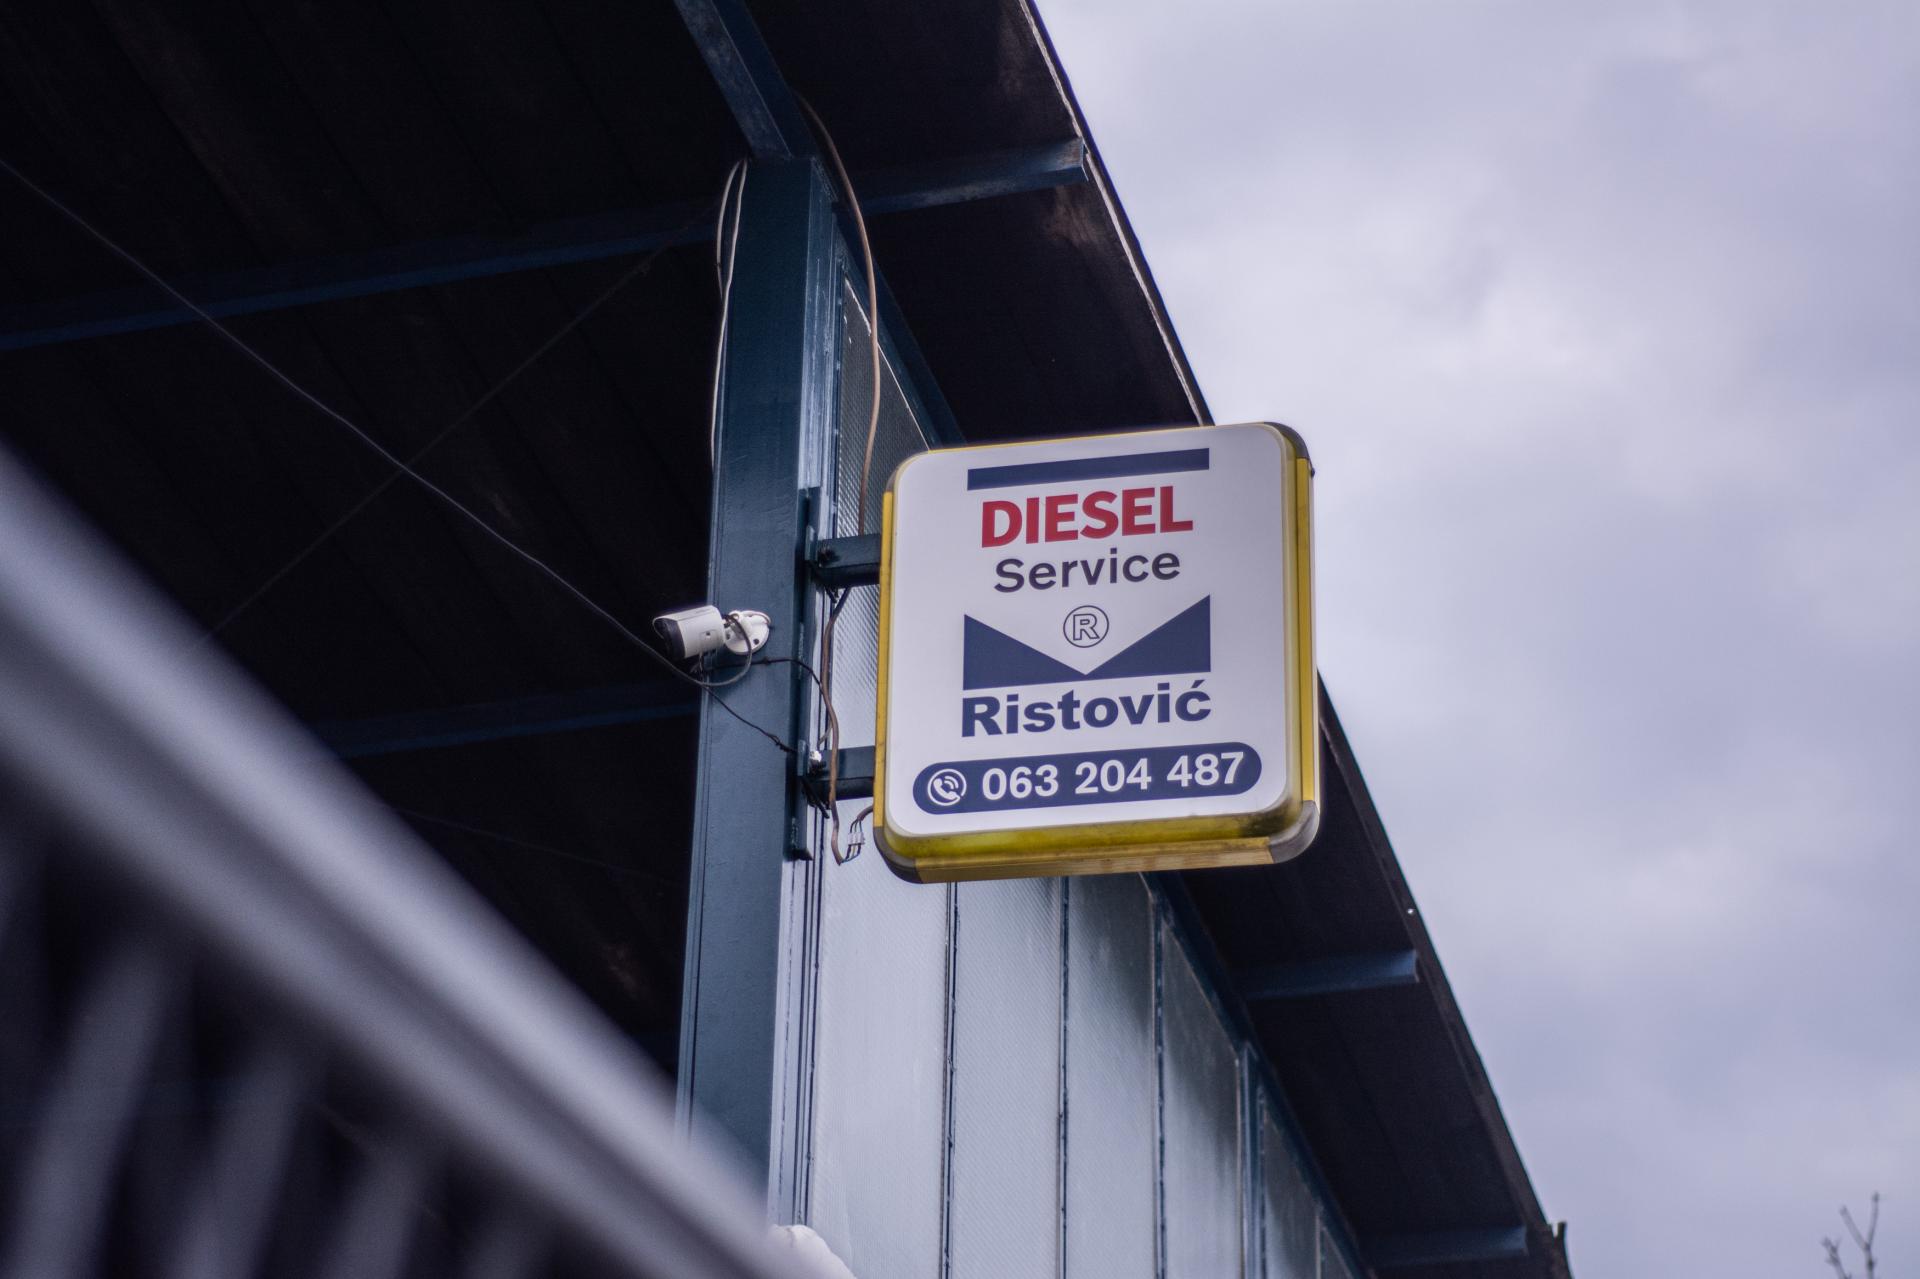 DIESEL
Service
®
Ristović
063 204 487